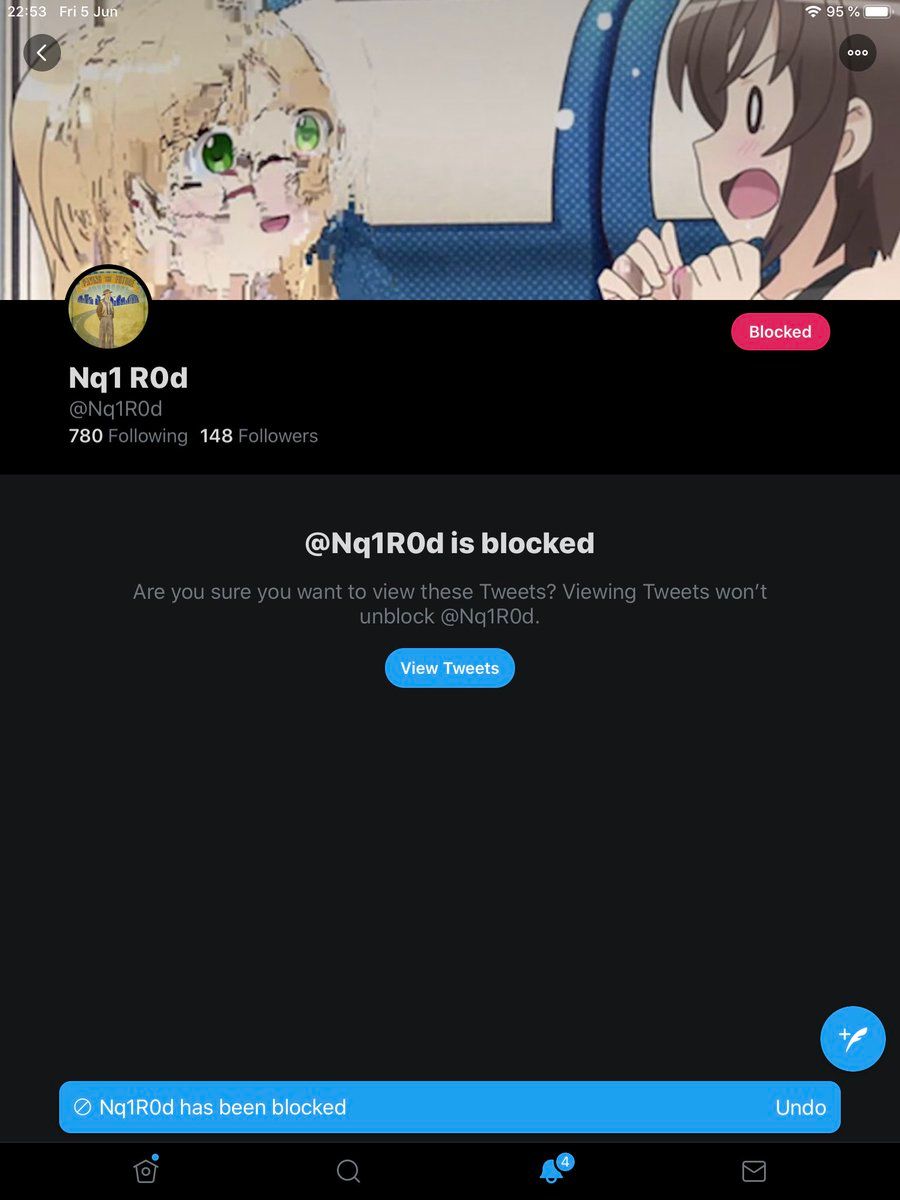 22:53 Fri 5 Jun 95 %
Blocked
Nq1 R0d
@Nq1R0d
780 Following 148 Followers
@Nq1R0d is blocked
Are you sure you want to view these Tweets? Viewing Tweets won’t
unblock @Nq1R0d.
View Tweets
Nq1R0d has been blocked Undo
4